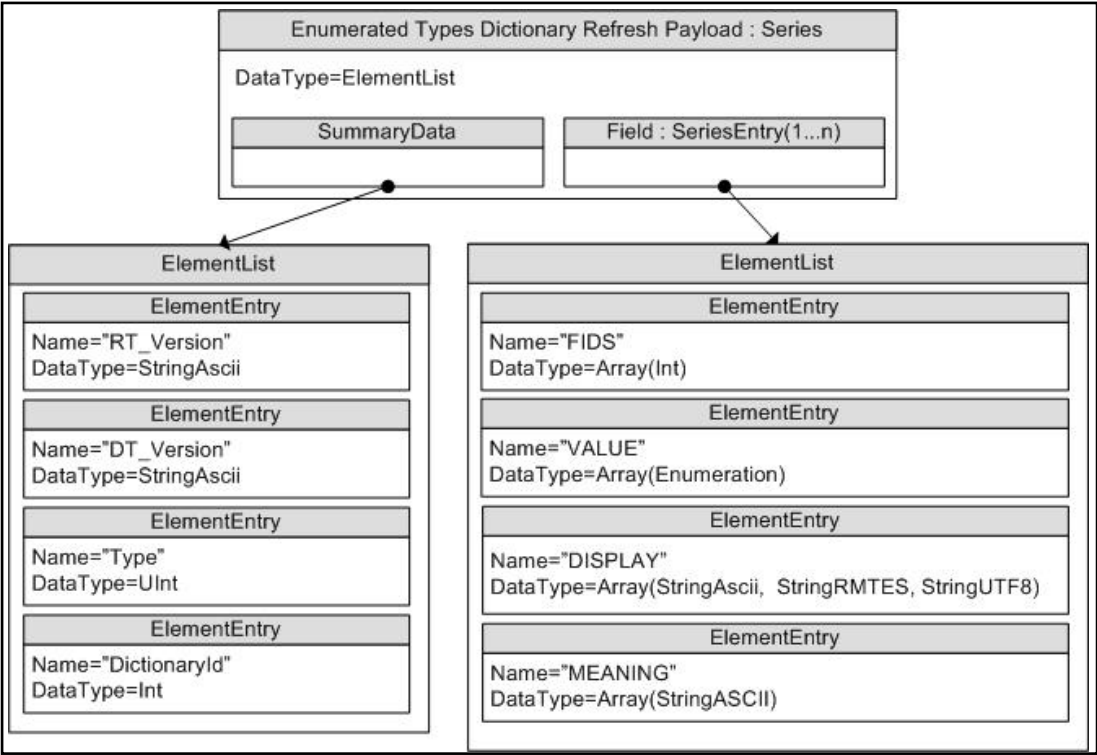 Enumerated Types Dictionary Refresh Payload : Series
DataType=ElementList
SummaryData
Field : SeriesEntry(1...n)
ElementList
ElementEntry
Name="RT_Version"
DataType=StringAscii
ElementEntry
Name="DT_Version"
DataType=StringAscii
ElementEntry
Name="Type"
DataType=UInt
ElementEntry
Name="DictionaryId"
DataType=Int
ElementList
ElementEntry
Name="FIDS"
DataType=Array(Int)
ElementEntry
Name="VALUE"
DataType=Array(Enumeration)
ElementEntry
Name="DISPLAY"
DataType=Array(StringAscii, StringRMTES, StringUTF8)
ElementEntry
Name="MEANING"
DataType=Array(StringASCII)